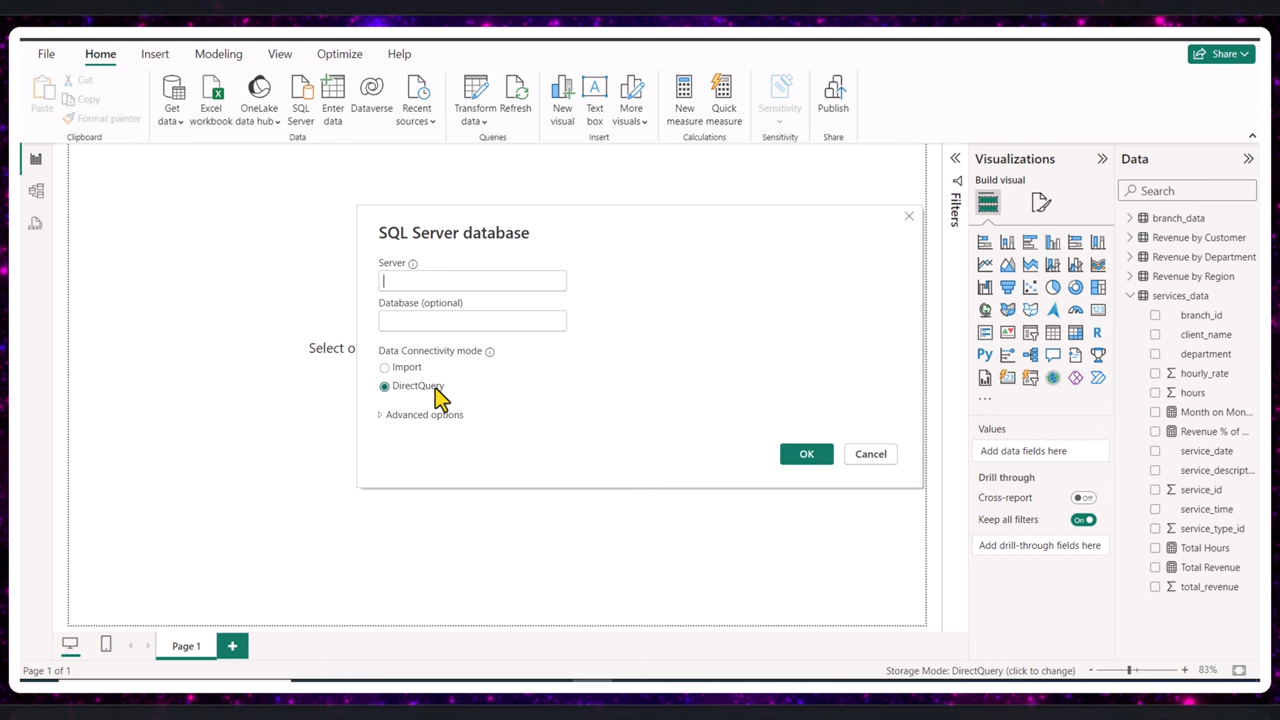 File Home Insert View Modeling Optimize Help
Share
Paste
Cut
Copy
Format painter
Clipboard
Get data
Excel workbook
OneLake data hub
SQL Server
Enter data
Dataverse
Recent sources
Data
Transform data
Refresh
Queries
New visual
Text box
More visuals
Insert
New measure
Quick measure
Calculations
Sensitivity
Sensitivity
Publish
Share
Select o
SQL Server database
Server
Database (optional)
Data Connectivity mode
Import
DirectQuery
Advanced options
OK
Cancel
Filters
Visualizations
Build visual
R
Py
...
Values
Add data fields here
Drill through
Cross-report
Off
Keep all filters
On
Add drill-through fields here
Data
Search
branch_data
Revenue by Customer
Revenue by Department
Revenue by Region
services_data
branch_id
client_name
department
hourly_rate
hours
Month on Mon...
Revenue % of ...
service_date
service_descript...
service_id
service_time
service_type_id
Total Hours
Total Revenue
total_revenue
Page 1
Page 1 of 1
Storage Mode: DirectQuery (click to change)
83%